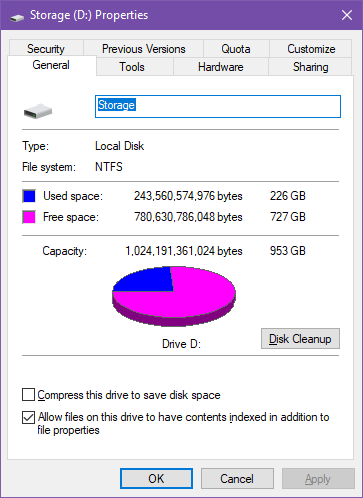 Storage (D:) Properties
Security Previous Versions Quota Customize
General Tools Hardware Sharing
Storage
Type: Local Disk
File system: NTFS
Used space: 243,560,574,976 bytes 226 GB
Free space: 780,630,786,048 bytes 727 GB
Capacity: 1,024,191,361,024 bytes 953 GB
Drive D:
Disk Cleanup
Compress this drive to save disk space
Allow files on this drive to have contents indexed in addition to
file properties
OK Cancel Apply